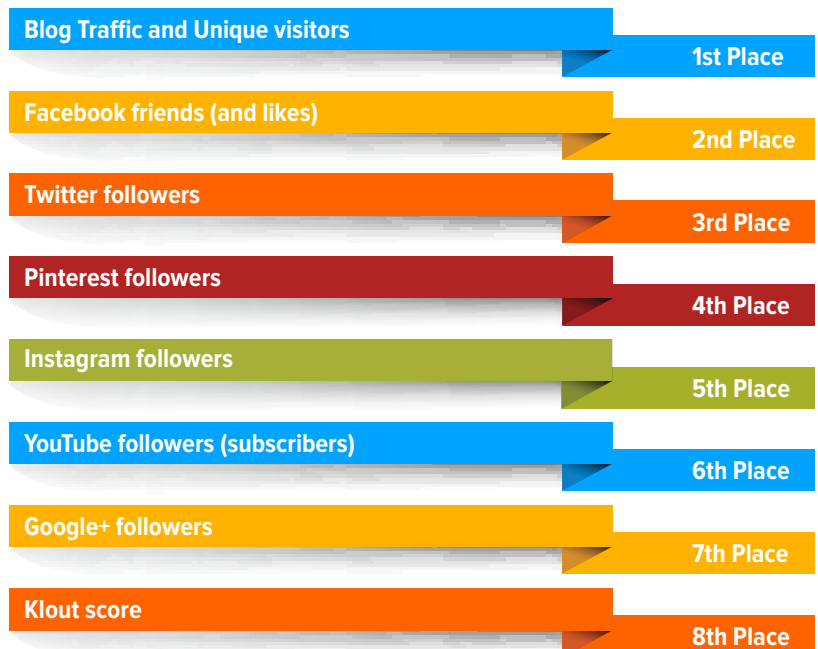 Blog Traffic and Unique visitors
1st Place
Facebook friends (and likes)
2nd Place
Twitter followers
3rd Place
Pinterest followers
4th Place
Instagram followers
5th Place
YouTube followers (subscribers)
6th Place
Google+ followers
7th Place
Klout score
8th Place